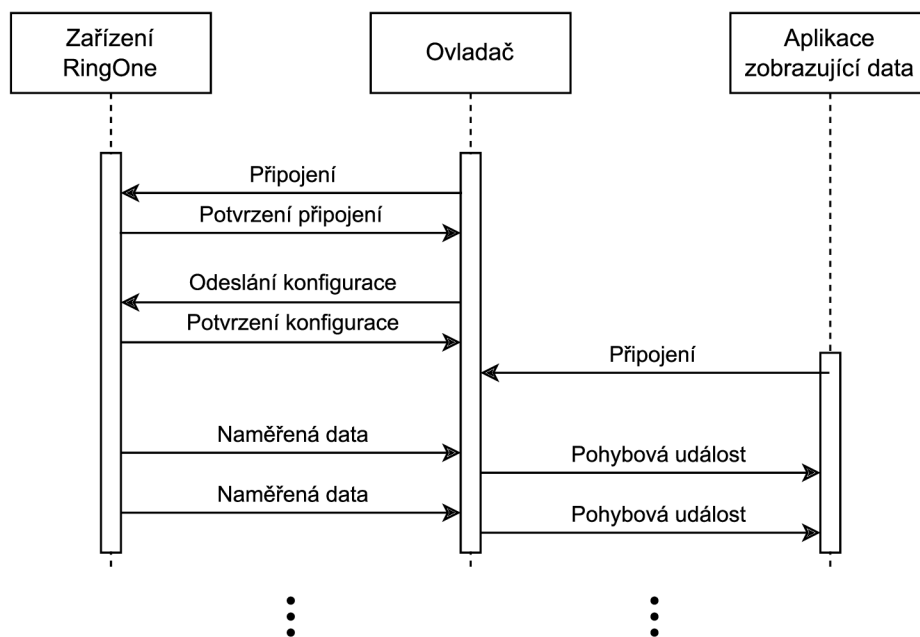 Zařízení
RingOne
Ovladač
Aplikace
zobrazující data
Připojení
Potvrzení připojení
Odeslání konfigurace
Potvrzení konfigurace
Připojení
Naměřená data
Pohybová událost
Naměřená data
Pohybová událost